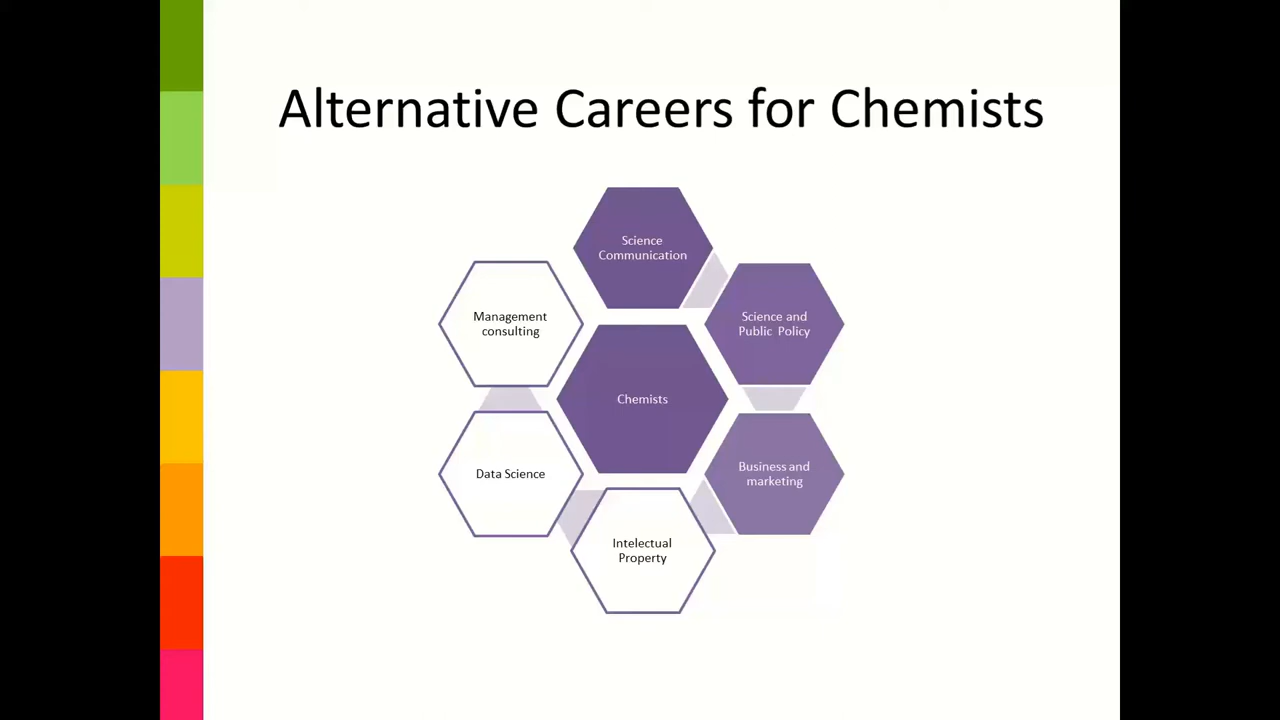 Alternative Careers for Chemists
Science
Communication
Science and
Public Policy
Business and
marketing
Intelectual
Property
Data Science
Management
consulting
Chemists